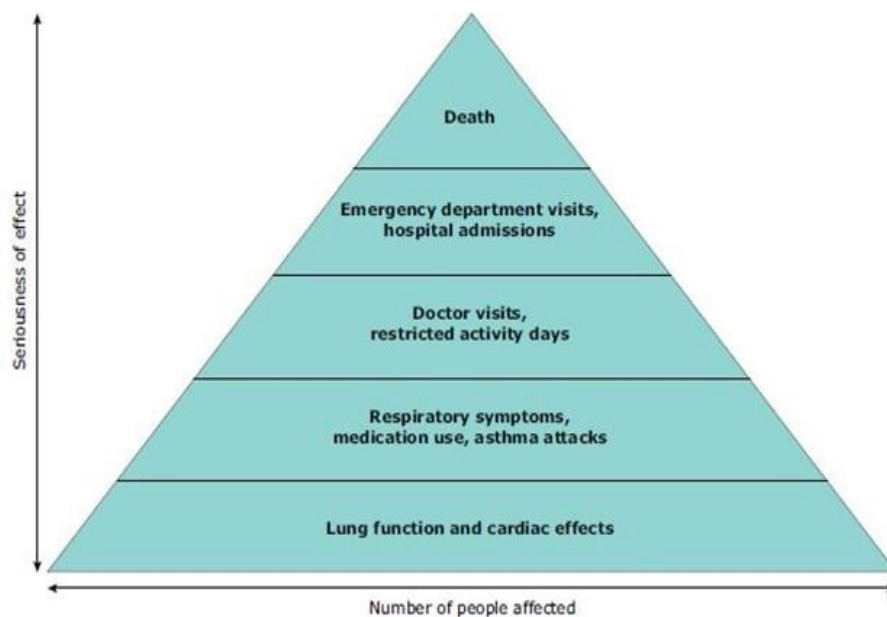 Death
Emergency department visits,
hospital admissions
Doctor visits,
restricted activity days
Respiratory symptoms,
medication use, asthma attacks
Lung function and cardiac effects
Seriousness of effect
Number of people affected